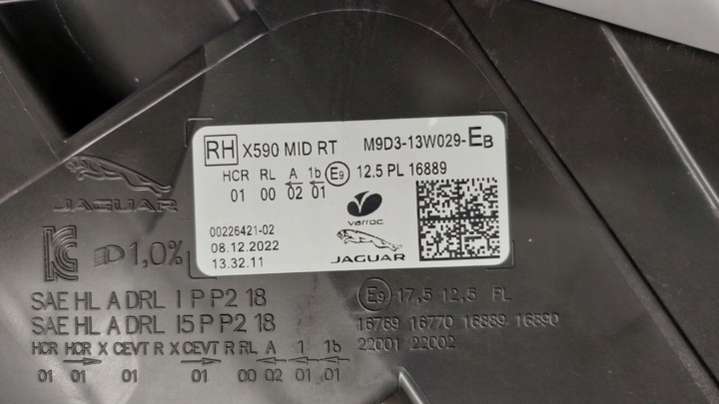 RH X590 MID RT M9D3-13W029-EB
HCR RL A 1b E9 12.5 PL 16889
01 00 02 01
varroc
00226421-02
08.12.2022
13.32.11
JAGUAR
JAGUAR
1,0%
SAE HL A DRL I P P2 18
SAE HL A DRL I5 P P2 18
HCR HCR X CEVT R X CEVT R RL A 1 1b
01 01 01 01 00 02 01 01
E9 17,5 12,5 PL
16769 16770 16889 16890
22001 22002